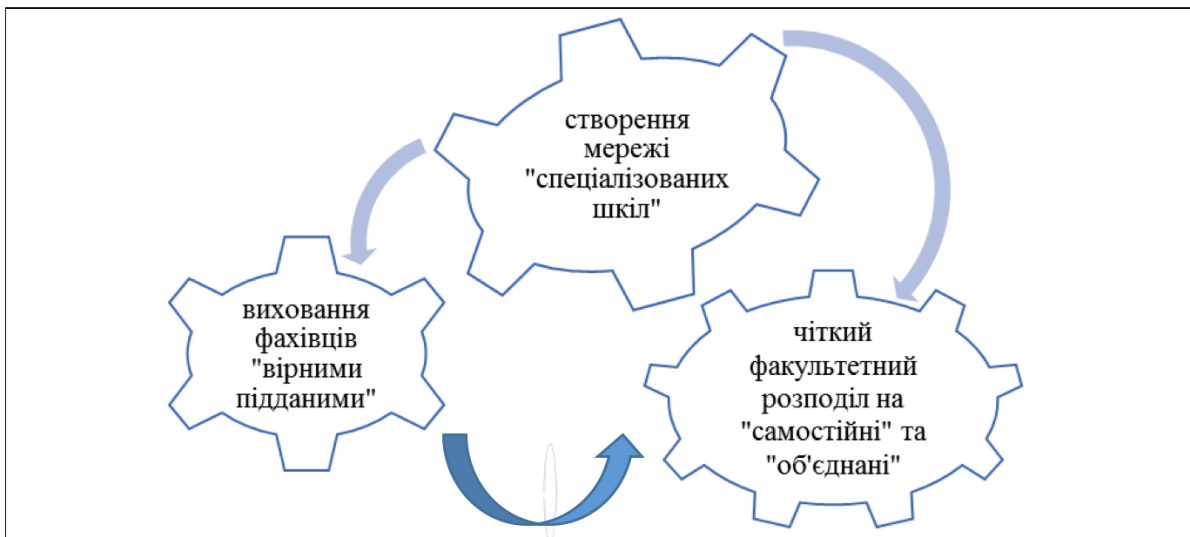 створення
мережі
"спеціалізованих
шкіл"
виховання
фахівців
"вірними
підданими"
чіткий
факультетний
розподіл на
"самостійні" та
"об'єднані"